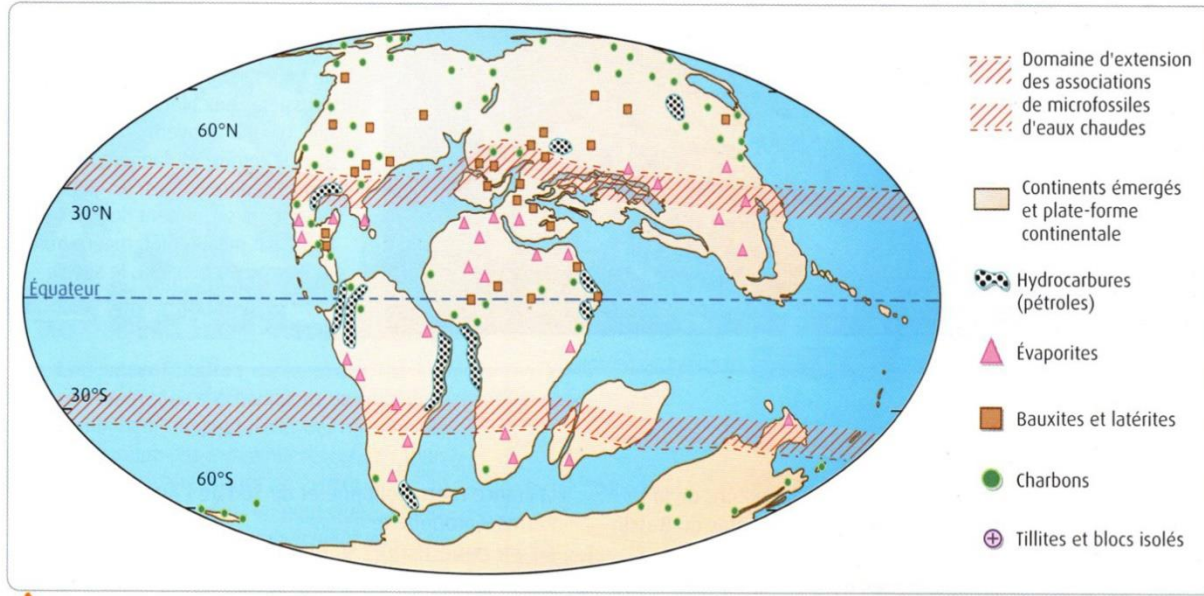 60°N
30°N
Équateur
30°S
60°S
Domaine d'extension
des associations
de microfossiles
d'eaux chaudes
Continents émergés
et plate-forme
continentale
Hydrocarbures
(pétroles)
Évaporites
Bauxites et latérites
Charbons
Tillites et blocs isolés